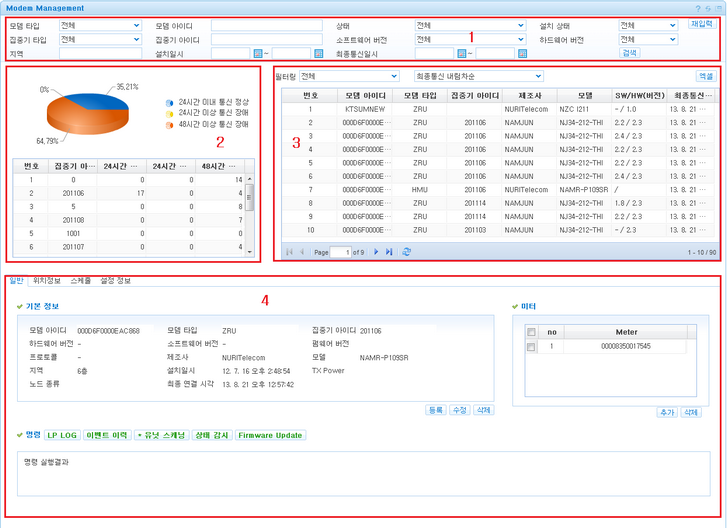 Modem Management
모뎀 타입 전체 모뎀 아이디 상태 전체 설치 상태 전체 재입력
집중기 타입 전체 집중기 아이디 소프트웨어 버전 전체 하드웨어 버전 전체
지역 설치일시 ~ 최종통신일시 ~ 검색
1
0%
35,21%
64,79%
24시간 이내 통신 정상
24시간 이상 통신 장애
48시간 이상 통신 장애
2
번호 집중기 아··· 24시간 ··· 24시간 ··· 48시간 ···
1 0 0 0 14
2 201106 17 0 4
3 5 0 0 8
4 201108 0 0 7
5 1001 0 0 0
6 201107 0 0 4
필터링 전체 최종통신 내림차순 엑셀
3
번호 모뎀 아이디 모뎀 타입 집중기 아이디 제조사 모델 SW/HW(버전) 최종통신···
1 KTSUMNEW ZRU NURITelecom NZC I211 - / 1.0 13. 8. 21 ···
2 000D6F0000E··· ZRU 201106 NAMJUN NJ34-212-THI 2.2 / 2.3 13. 8. 21 ···
3 000D6F0000E··· ZRU 201106 NAMJUN NJ34-212-THI 2.4 / 2.3 13. 8. 21 ···
4 000D6F0000E··· ZRU 201106 NAMJUN NJ34-212-THI 2.2 / 2.3 13. 8. 21 ···
5 000D6F0000E··· ZRU 201106 NAMJUN NJ34-212-THI 2.2 / 2.3 13. 8. 21 ···
6 000D6F0000E··· ZRU 201106 NAMJUN NJ34-212-THI 2.4 / 2.3 13. 8. 21 ···
7 000D6F0000E··· HMU 201106 NURITelecom NAMR-P109SR / 13. 8. 21 ···
8 000D6F0000E··· ZRU 201114 NAMJUN NJ34-212-THI 1.8 / 2.3 13. 8. 21 ···
9 000D6F0000E··· ZRU 201114 NAMJUN NJ34-212-THI 2.2 / 2.3 13. 8. 21 ···
10 000D6F0000E··· ZRU 201103 NAMJUN NJ34-212-THI - / 2.3 13. 8. 21 ···
Page 1 of 9 1 - 10 / 90
일반 위치정보 스케줄 설정 정보
4
기본 정보
모뎀 아이디 000D6F0000EAC868 모뎀 타입 ZRU 집중기 아이디 201106
하드웨어 버전 - 소프트웨어 버전 - 펌웨어 버전
프로토콜 - 제조사 NURITelecom 모델 NAMR-P109SR
지역 6층 설치일시 12. 7. 16 오후 2:48:54 TX Power
노드 종류 최종 연결 시각 13. 8. 21 오후 12:57:42
등록 수정 삭제
미터
no Meter
1 00008350017545
추가 삭제
명령 LP LOG 이벤트 이력 * 유닛 스캐닝 상태 감시 Firmware Update
명령 실행결과